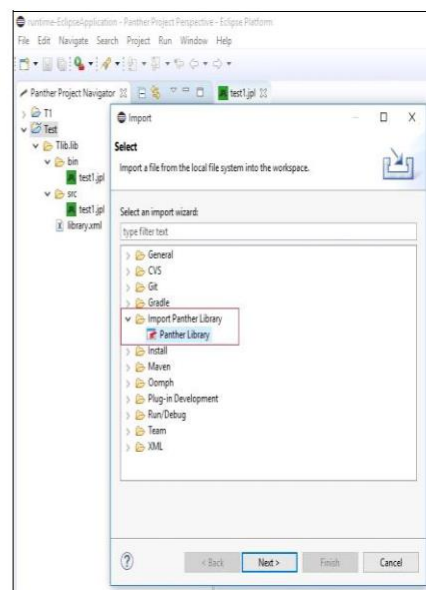 runtime-EclipseApplication - Panther Project Perspective - Eclipse Platform
File Edit Navigate Search Project Run Window Help
Panther Project Navigator
test1.jpl
T1
Test
Tlib.lib
bin
test1.jpl
src
test1.jpl
library.xml
Import
Select
Import a file from the local file system into the workspace.
Select an import wizard:
type filter text
General
CVS
Git
Gradle
Import Panther Library
Panther Library
Install
Maven
Oomph
Plug-in Development
Run/Debug
Team
XML
< Back Next > Finish Cancel